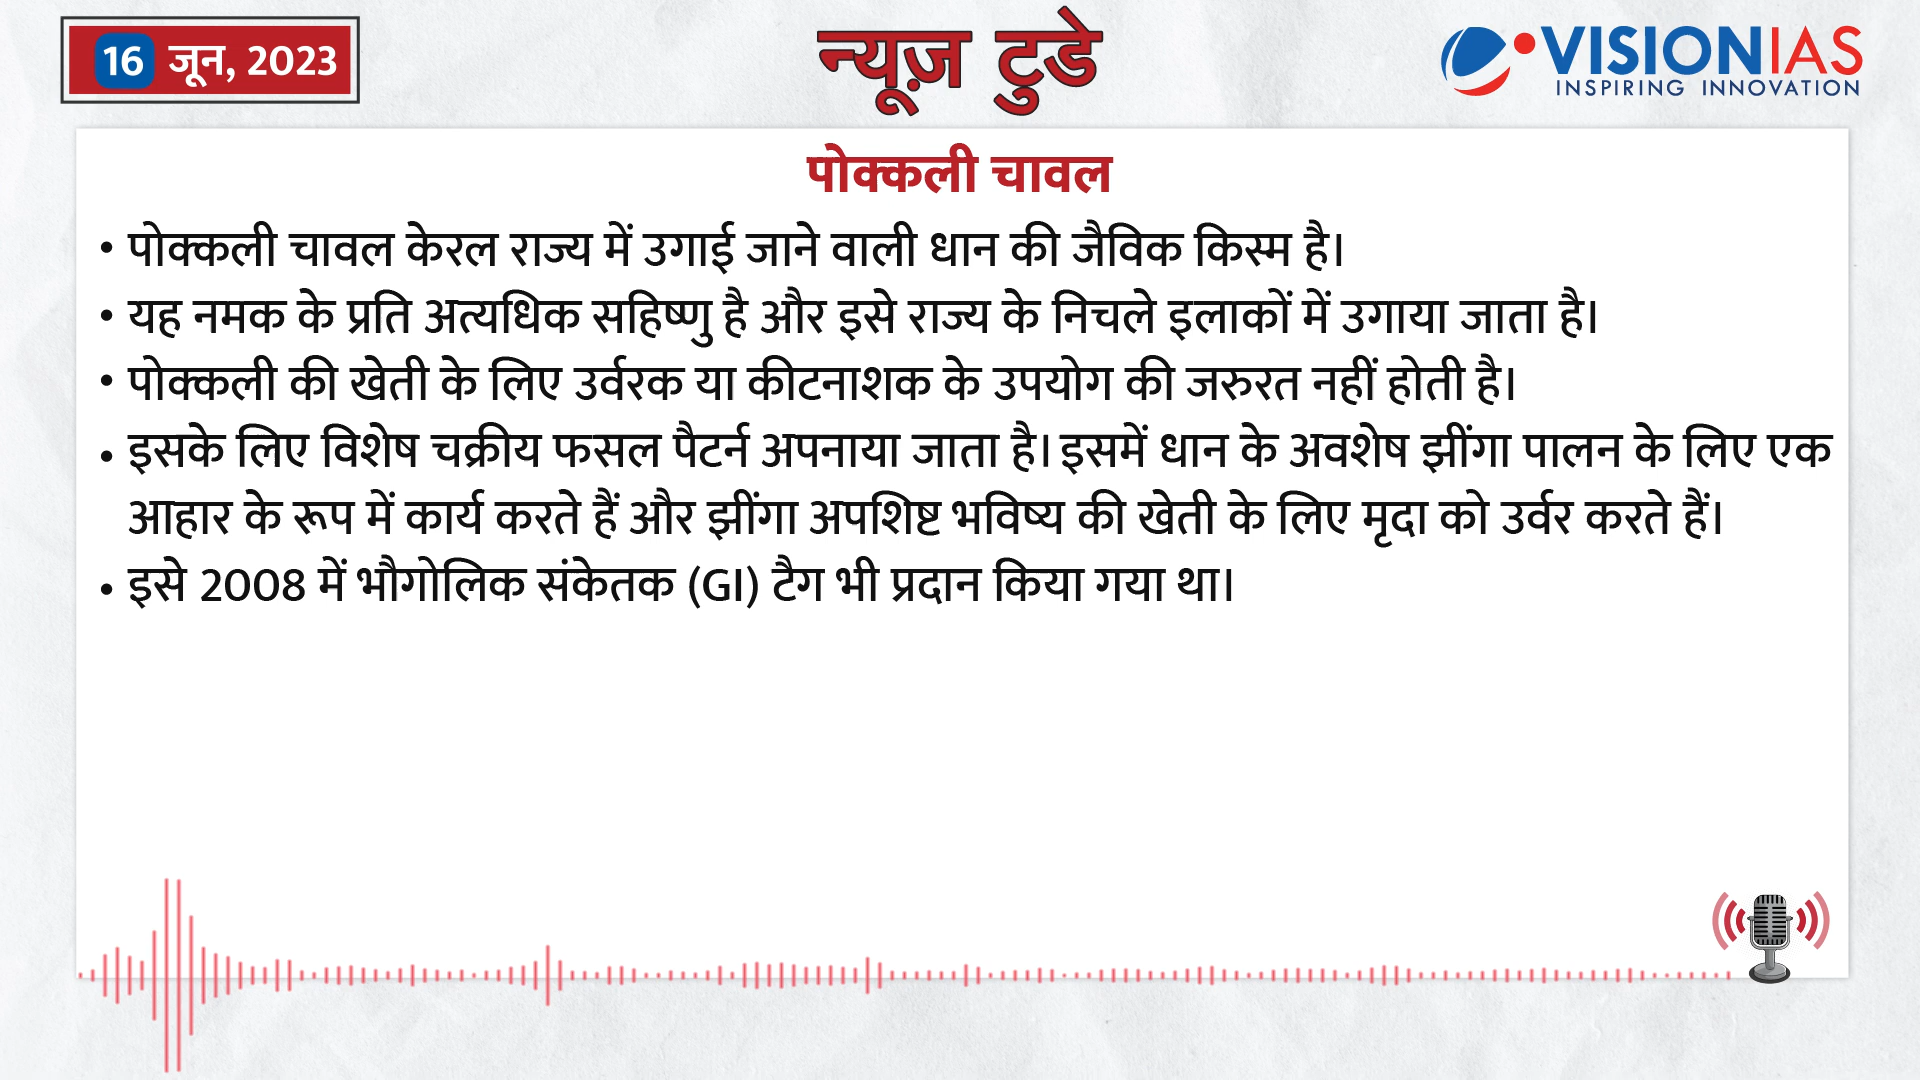 16 जून, 2023
न्यूज़ टुडे
VISIONIAS
INSPIRING INNOVATION
पोक्कली चावल
• पोक्कली चावल केरल राज्य में उगाई जाने वाली धान की जैविक किस्म है।
• यह नमक के प्रति अत्यधिक सहिष्णु है और इसे राज्य के निचले इलाकों में उगाया जाता है।
• पोक्कली की खेती के लिए उर्वरक या कीटनाशक के उपयोग की जरुरत नहीं होती है।
• इसके लिए विशेष चक्रीय फसल पैटर्न अपनाया जाता है। इसमें धान के अवशेष झींगा पालन के लिए एक
आहार के रूप में कार्य करते हैं और झींगा अपशिष्ट भविष्य की खेती के लिए मृदा को उर्वर करते हैं।
• इसे 2008 में भौगोलिक संकेतक (GI) टैग भी प्रदान किया गया था।